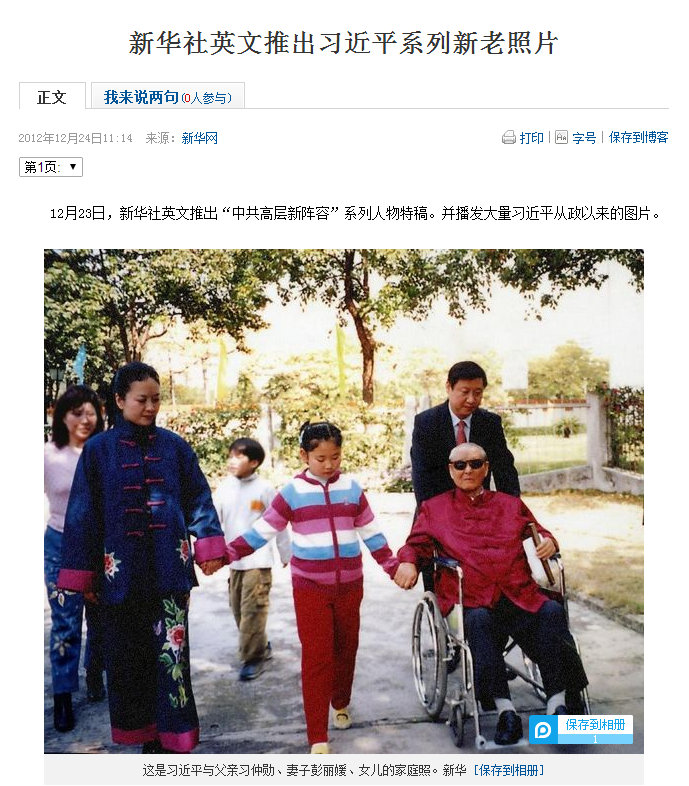 新华社英文推出习近平系列新老照片
正文 我来说两句(0人参与)
2012年12月24日11:14 来源：新华网 打印 | 字号 | 保存到博客
第1页:
12月23日，新华社英文推出“中共高层新阵容”系列人物特稿。并播发大量习近平从政以来的图片。
保存到相册
1
这是习近平与父亲习仲勋、妻子彭丽媛、女儿的家庭照。新华 [保存到相册]